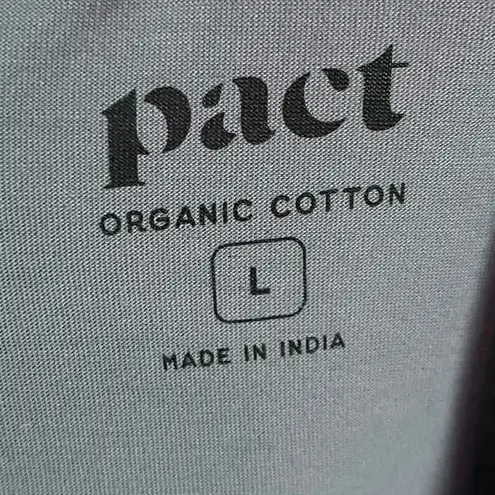 pact
ORGANIC COTTON
L
MADE IN INDIA